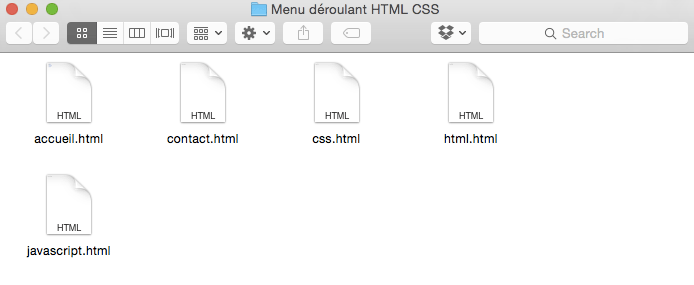 Menu déroulant HTML CSS
Search
HTML HTML HTML HTML
accueil.html contact.html css.html html.html
HTML
javascript.html